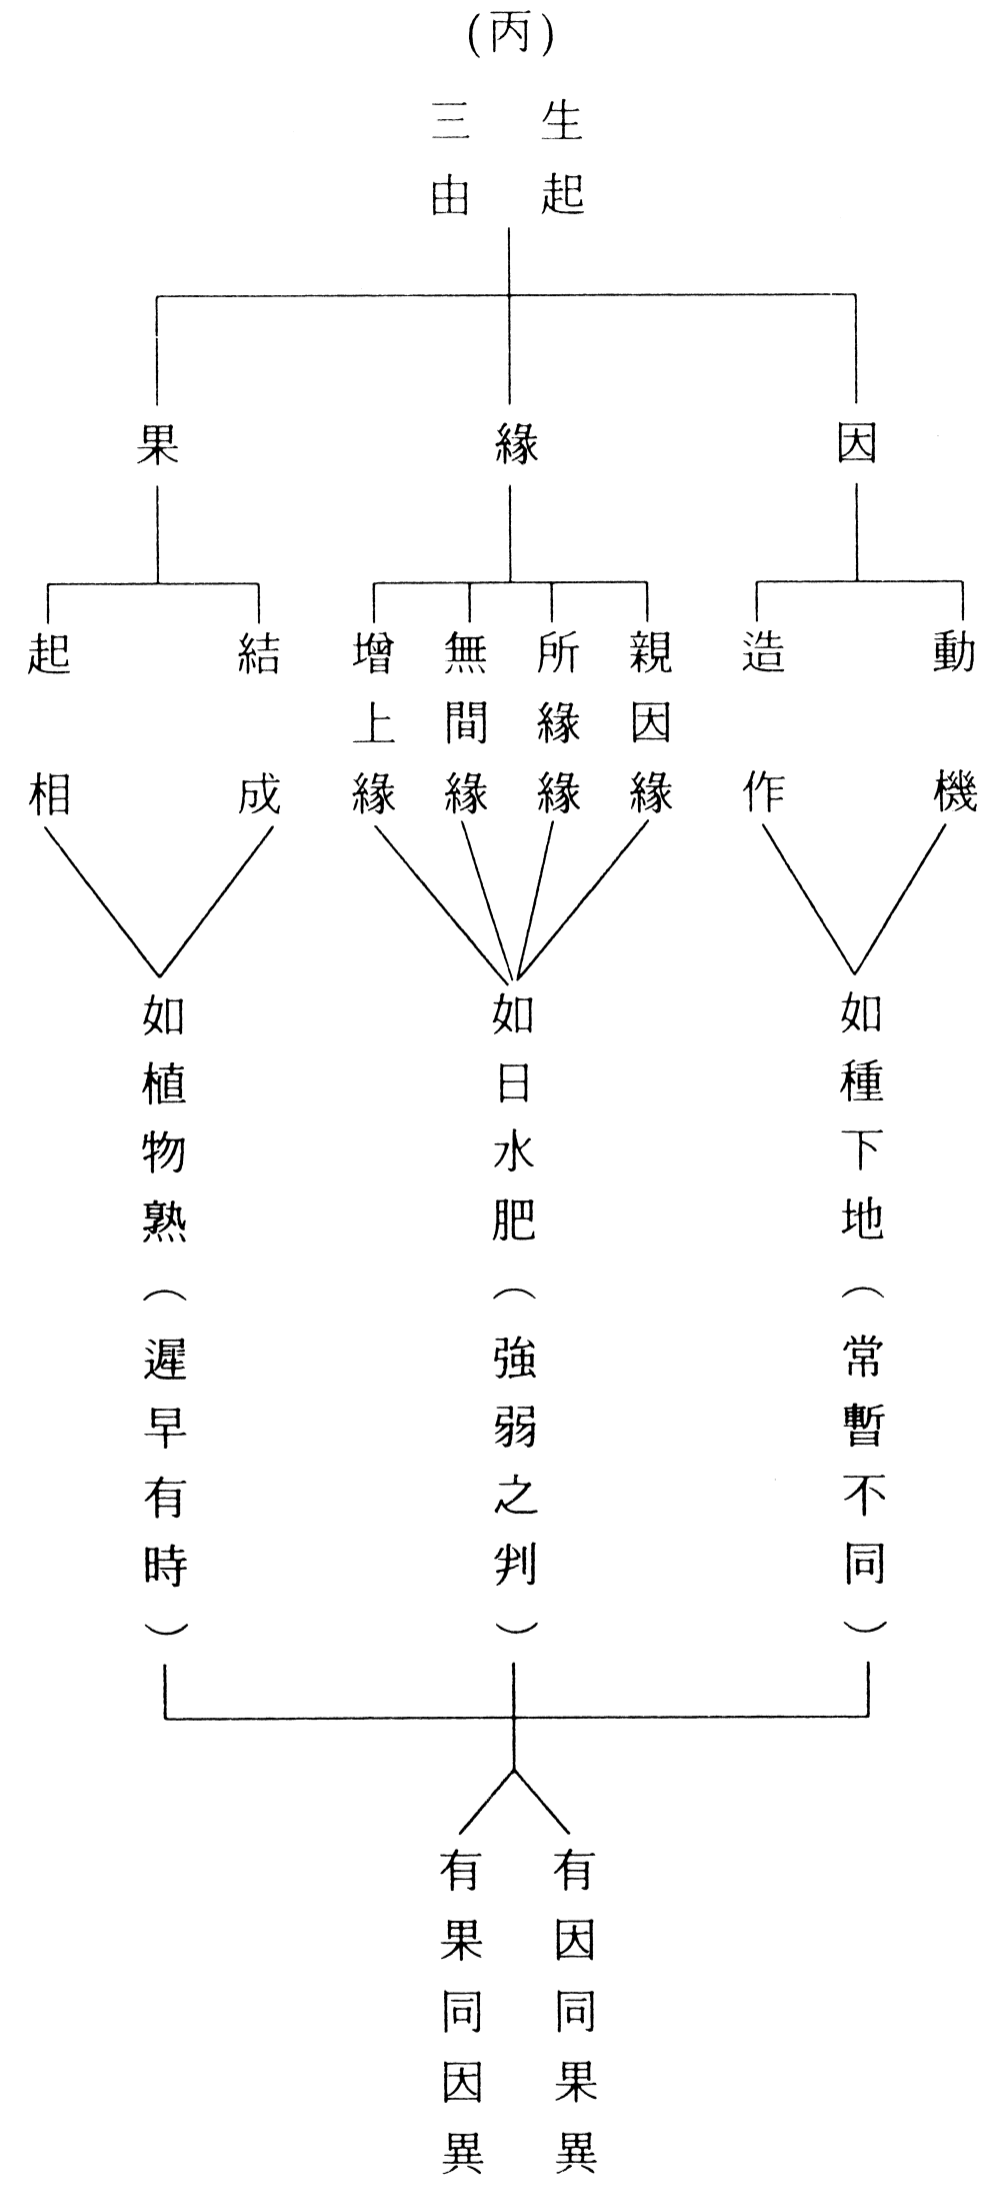 (丙)
生起
三由
因
緣
果
動機
造作
親因緣
所緣緣
無間緣
增上緣
結成
起相
如種下地(常暫不同)
如日水肥(強弱之判)
如植物熟(遲早有時)
有因同果異
有果同因異